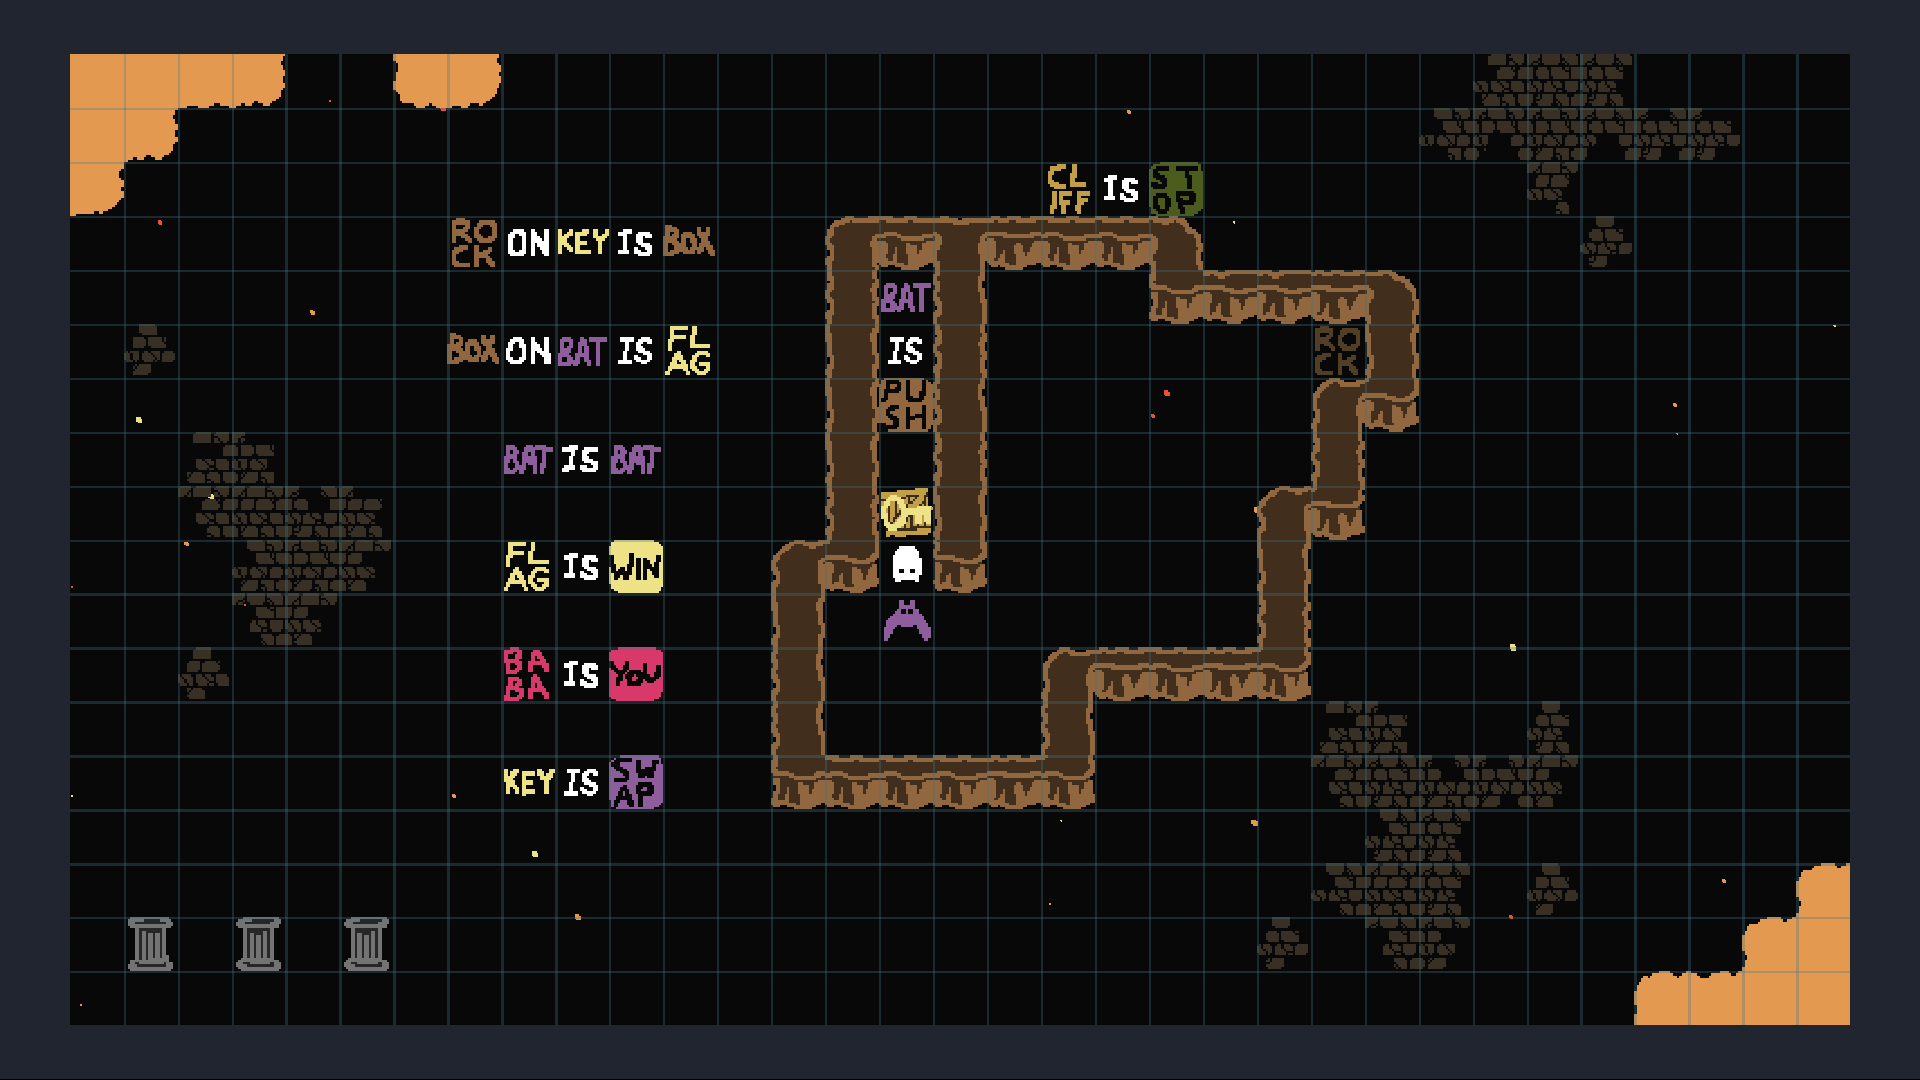 CLIFF IS STOP
ROCK ON KEY IS BOX
BAT
IS
PUSH
BOX ON BAT IS FLAG
ROCK
BAT IS BAT
FLAG IS WIN
BABA IS YOU
KEY IS SWAP